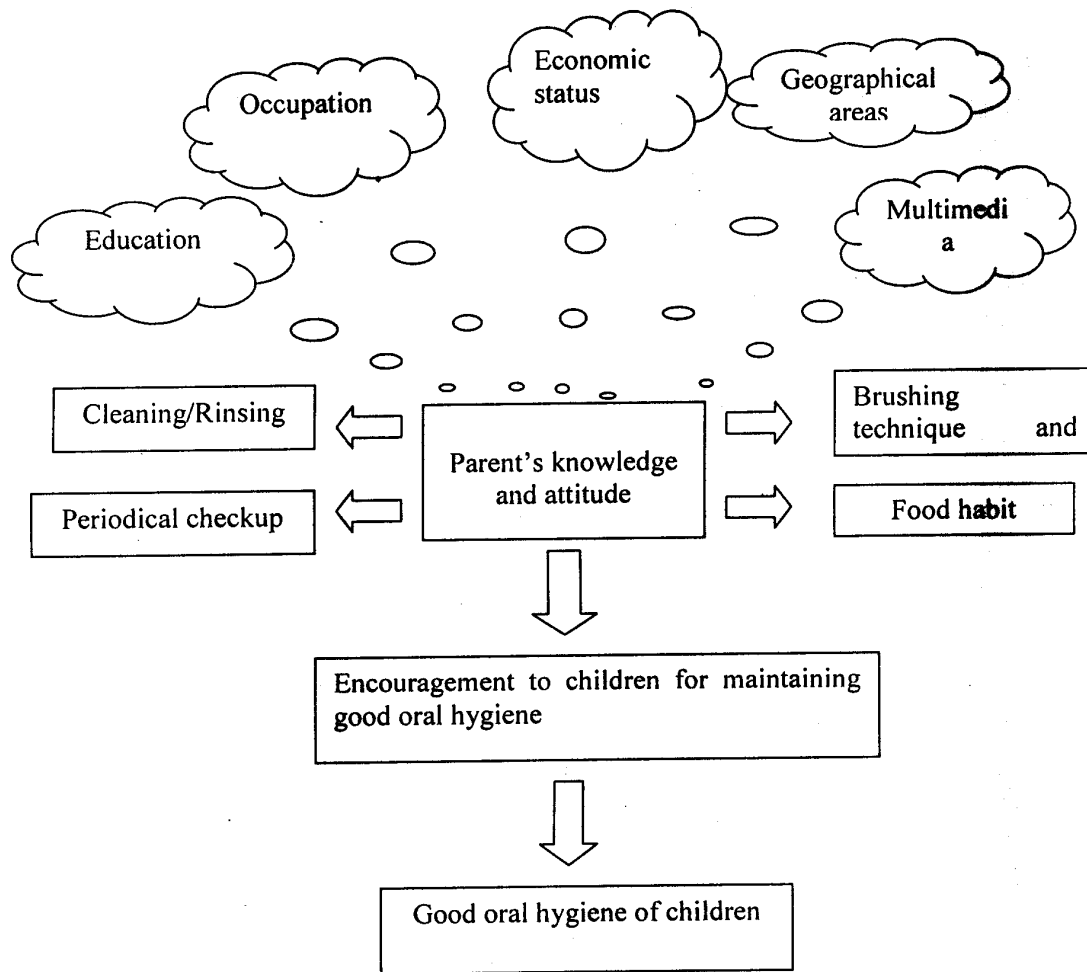 Economic
status
Geographical
areas
Occupation
Multimedi
a
Education
Cleaning/Rinsing
Brushing
technique and
Parent's knowledge
and attitude
Periodical checkup
Food habit
Encouragement to children for maintaining
good oral hygiene
Good oral hygiene of children